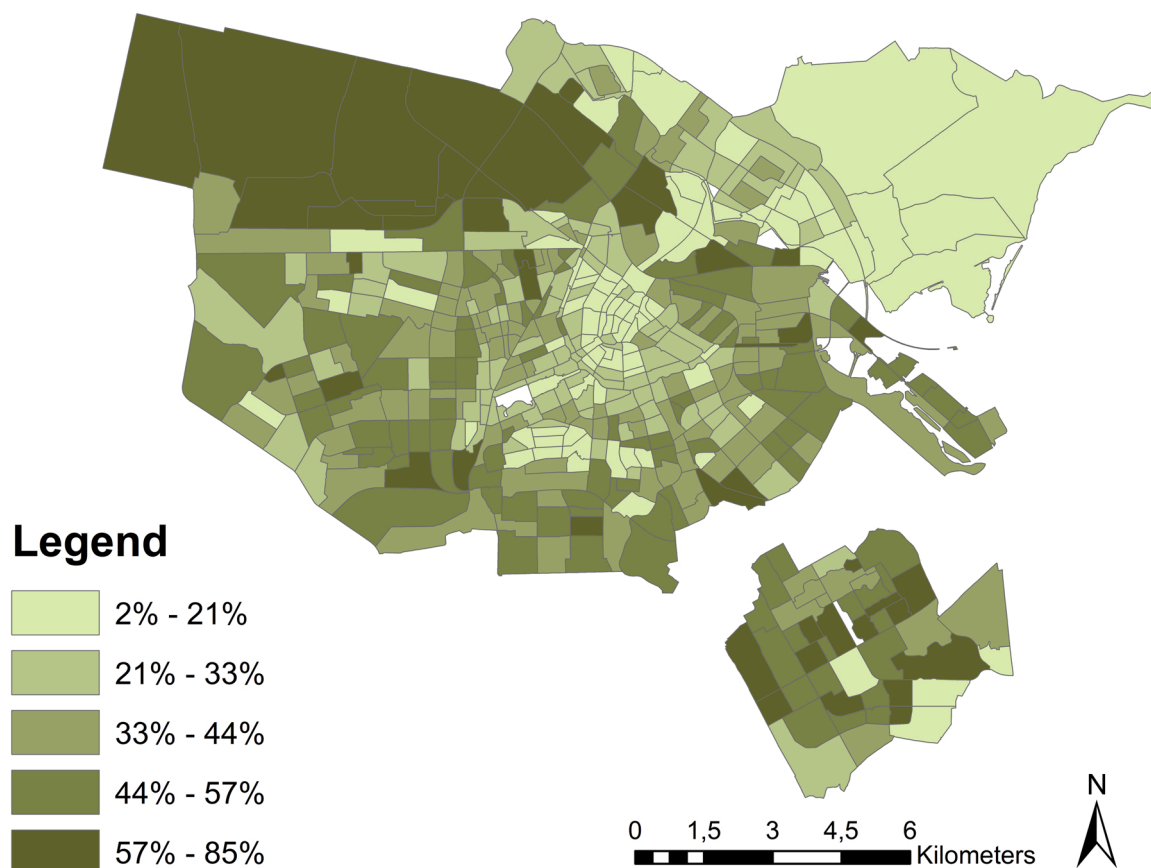 Legend
2% - 21%
21% - 33%
33% - 44%
44% - 57%
57% - 85%
0 1,5 3 4,5 6
Kilometers
N